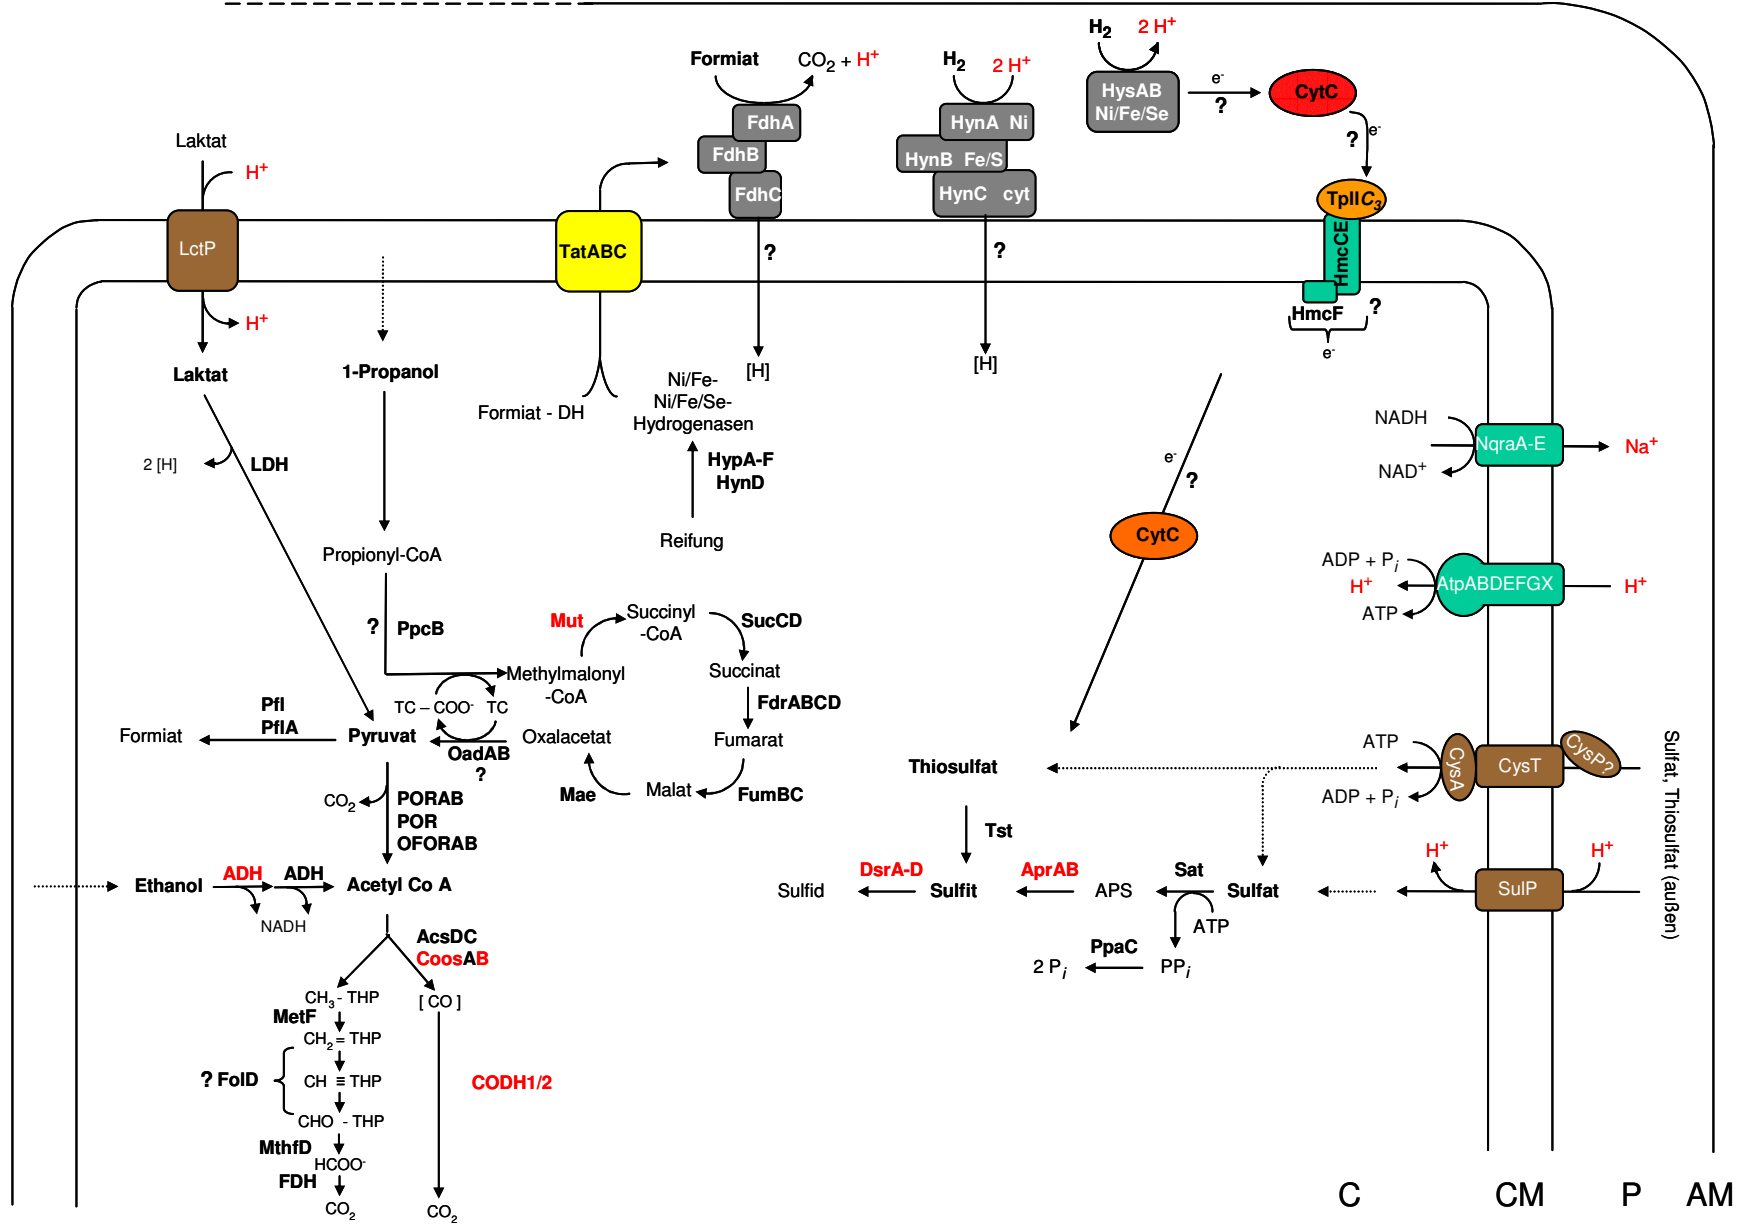 H2 2 H+
Formiat CO2 + H+
H2 2 H+
HysAB
Ni/Fe/Se
e-
?
CytC
FdhA
FdhB
FdhC
HynA Ni
HynB Fe/S
HynC cyt
? e-
TplIC3
HmcCE
HmcF
?
e-
Laktat
H+
LctP
H+
Laktat
TatABC
?
?
[H]
[H]
1-Propanol
Formiat - DH
Ni/Fe-
Ni/Fe/Se-
Hydrogenasen
HypA-F
HynD
Reifung
2 [H]
LDH
Propionyl-CoA
? PpcB
e-
?
CytC
NADH
NAD+
NqraA-E
Na+
ADP + Pi
H+
ATP
AtpABDEFGX
H+
Mut
Succinyl
-CoA
SucCD
Succinat
FdrABCD
Fumarat
FumBC
Malat
Mae
Oxalacetat
Methylmalonyl
-CoA
TC – COO- TC
OadAB
?
Pfl
PflA
Formiat
Pyruvat
CO2
PORAB
POR
OFORAB
Ethanol
ADH
ADH
NADH
Acetyl Co A
AcsDC
CoosAB
CH3 - THP
[ CO ]
MetF
CH2 = THP
? FolD
CH ≡ THP
CHO - THP
MthfD
HCOO-
FDH
CO2
CO2
CODH1/2
Thiosulfat
Tst
Sulfid
DsrA-D
Sulfit
AprAB
APS
Sat
Sulfat
ATP
PPi
PpaC
2 Pi
ATP
ADP + Pi
CysA
CysT
CysP?
H+
SulP
H+
Sulfat, Thiosulfat (außen)
C CM P AM